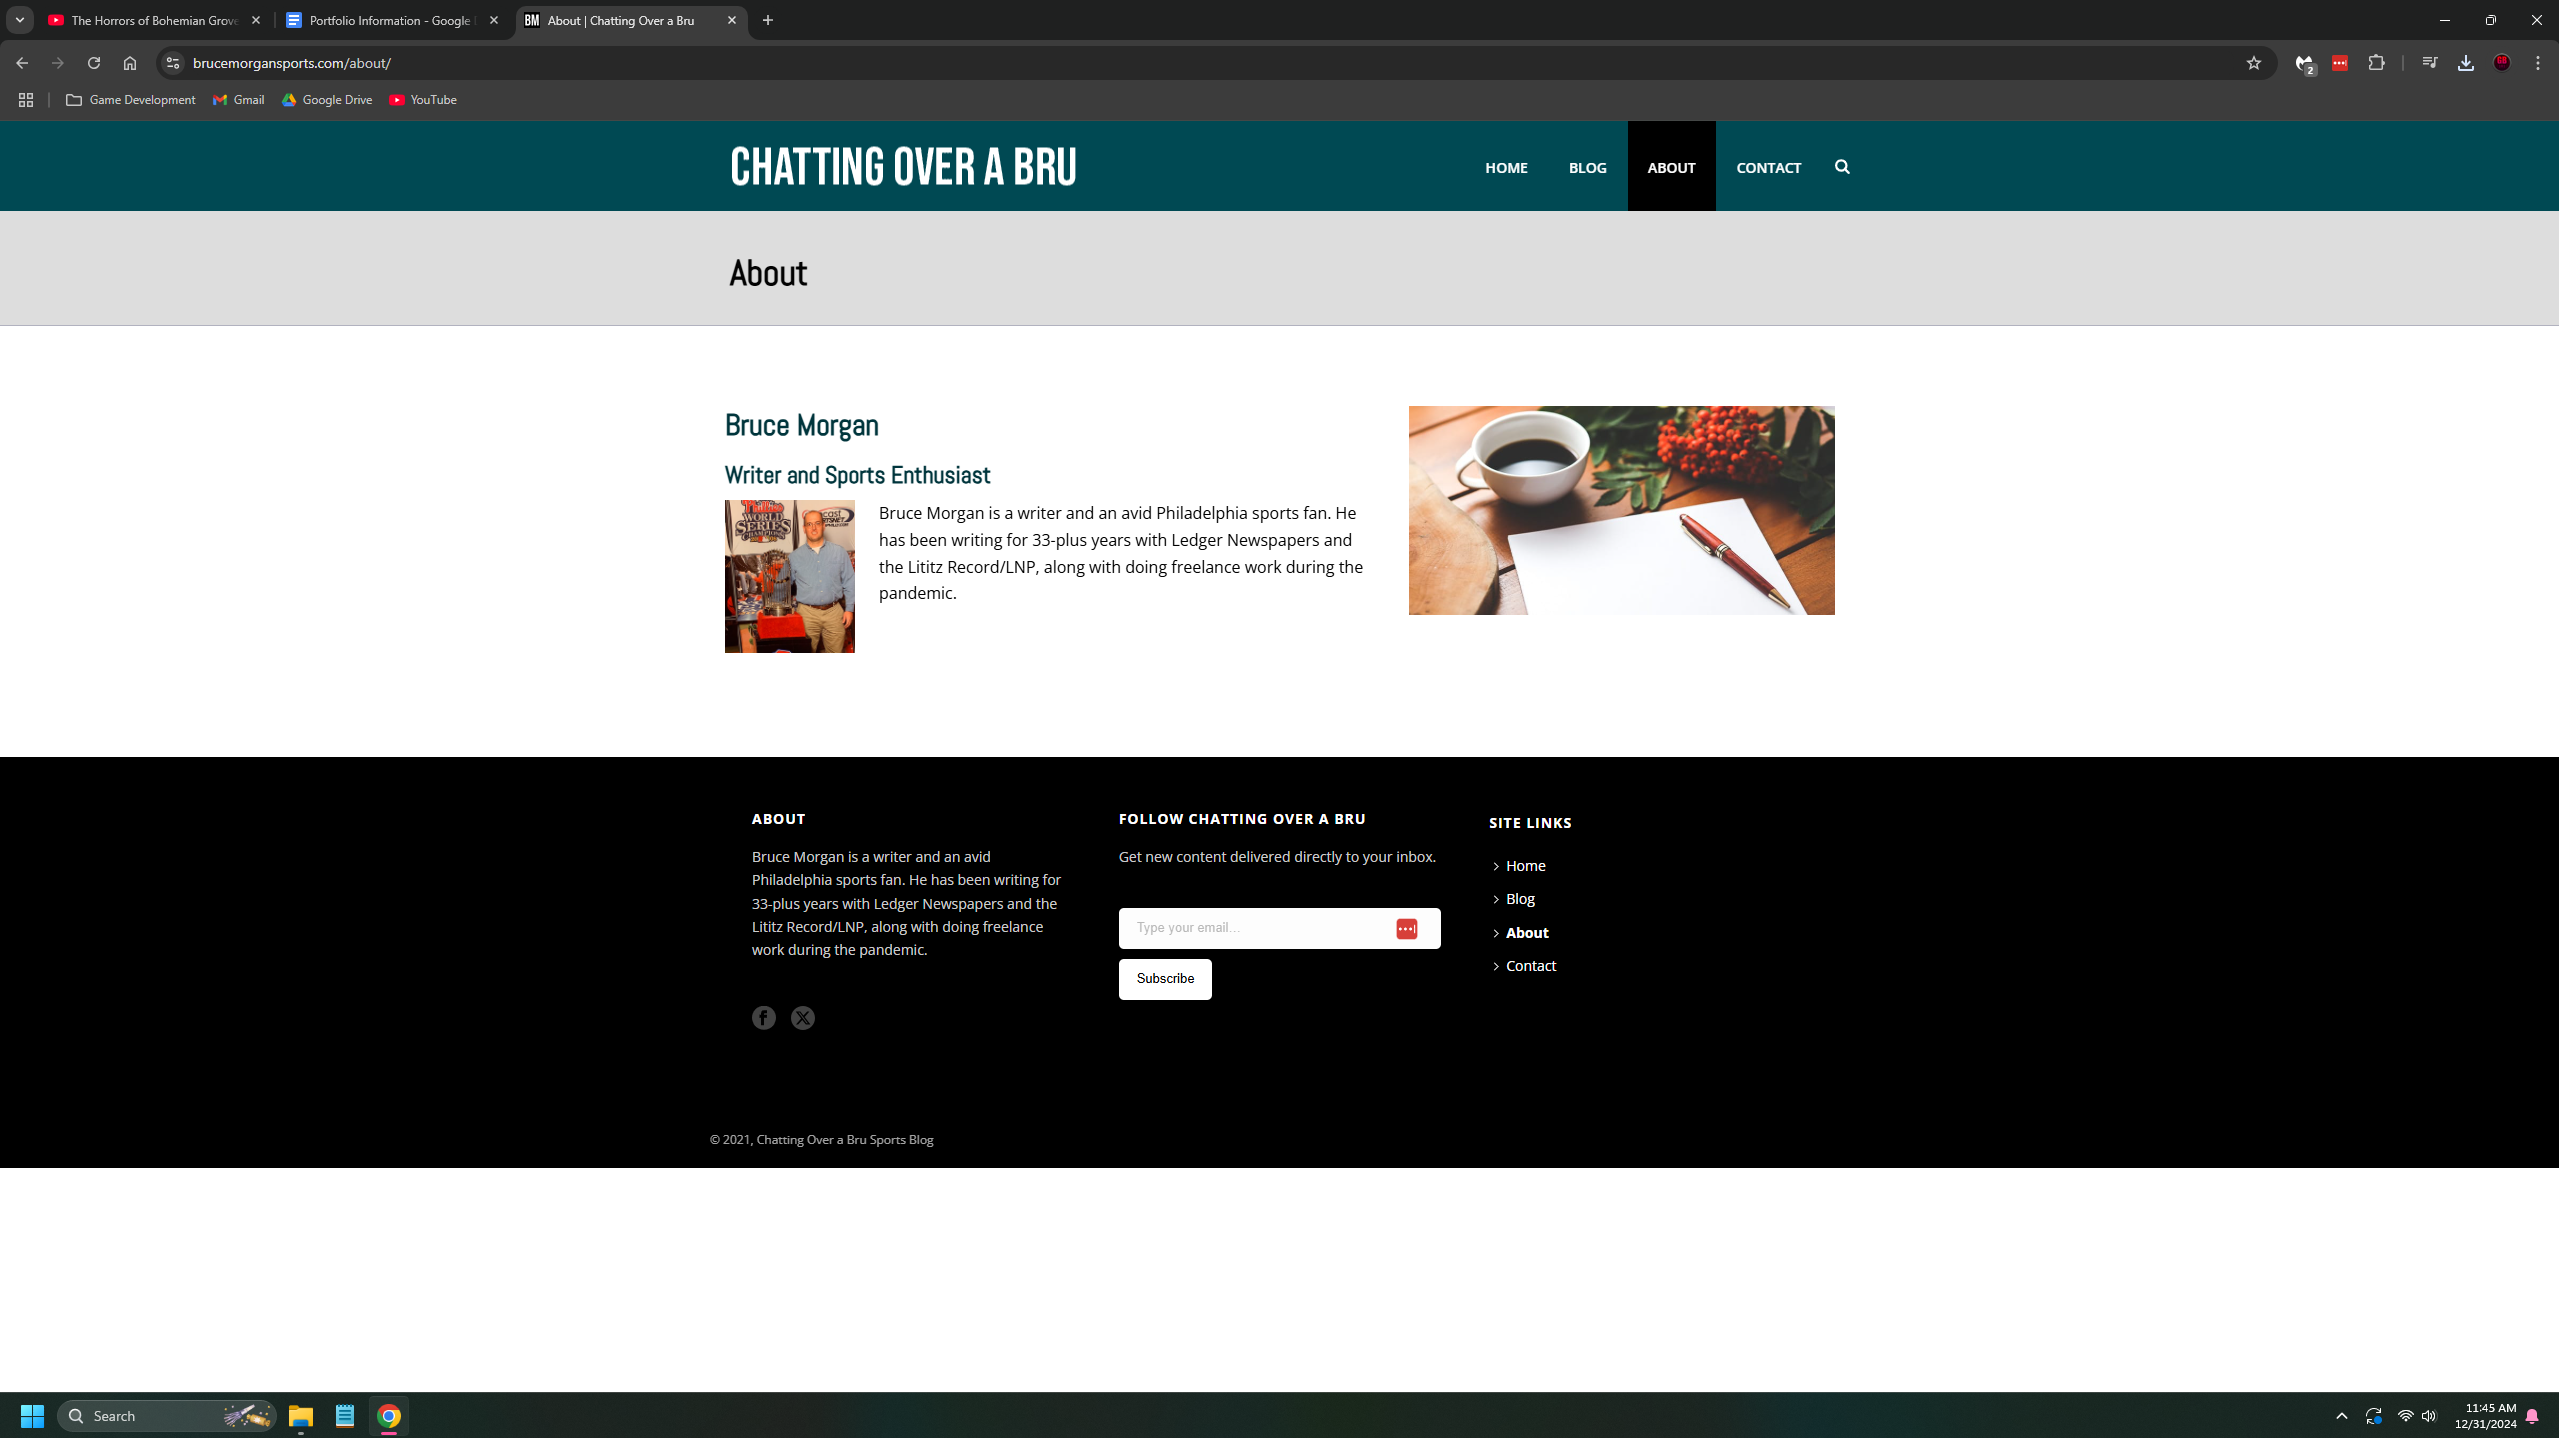 The Horrors of Bohemian Grove
Portfolio Information - Google
BM
About | Chatting Over a Bru
brucemorgansports.com/about/
2
Game Development
Gmail
Google Drive
YouTube
CHATTING OVER A BRU
HOME
BLOG
ABOUT
CONTACT
About
Bruce Morgan
Writer and Sports Enthusiast
WORLD
SERIES
CHAMPIONS
Bruce Morgan is a writer and an avid Philadelphia sports fan. He
has been writing for 33-plus years with Ledger Newspapers and
the Lititz Record/LNP, along with doing freelance work during the
pandemic.
ABOUT
Bruce Morgan is a writer and an avid
Philadelphia sports fan. He has been writing for
33-plus years with Ledger Newspapers and the
Lititz Record/LNP, along with doing freelance
work during the pandemic.
FOLLOW CHATTING OVER A BRU
Get new content delivered directly to your inbox.
Type your email...
Subscribe
SITE LINKS
Home
Blog
About
Contact
© 2021, Chatting Over a Bru Sports Blog
Search
11:45 AM
12/31/2024